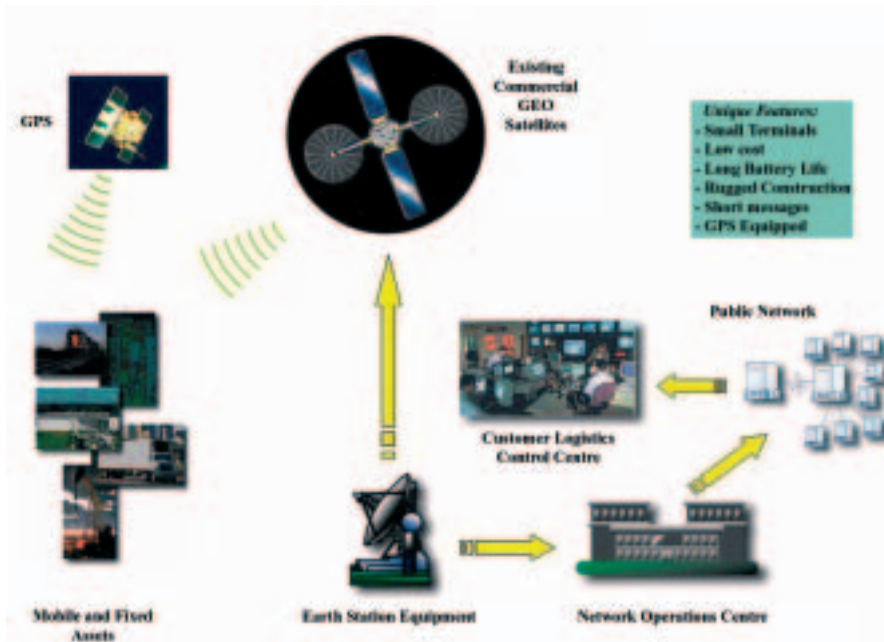 GPS
Existing
Commercial
GEO
Satellites
Unique Features:
- Small Terminals
- Low cost
- Long Battery Life
- Rugged Construction
- Short messages
- GPS Equipped
Public Network
Customer Logistics
Control Centre
Mobile and Fixed
Assets
Earth Station Equipment
Network Operations Centre